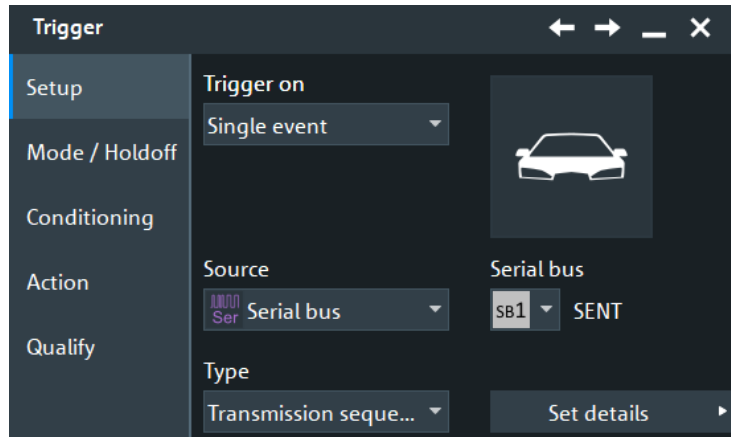 Trigger
Setup
Mode / Holdoff
Conditioning
Action
Qualify
Trigger on
Single event
Source
Ser Serial bus
Serial bus
SB1 SENT
Type
Transmission seque...
Set details